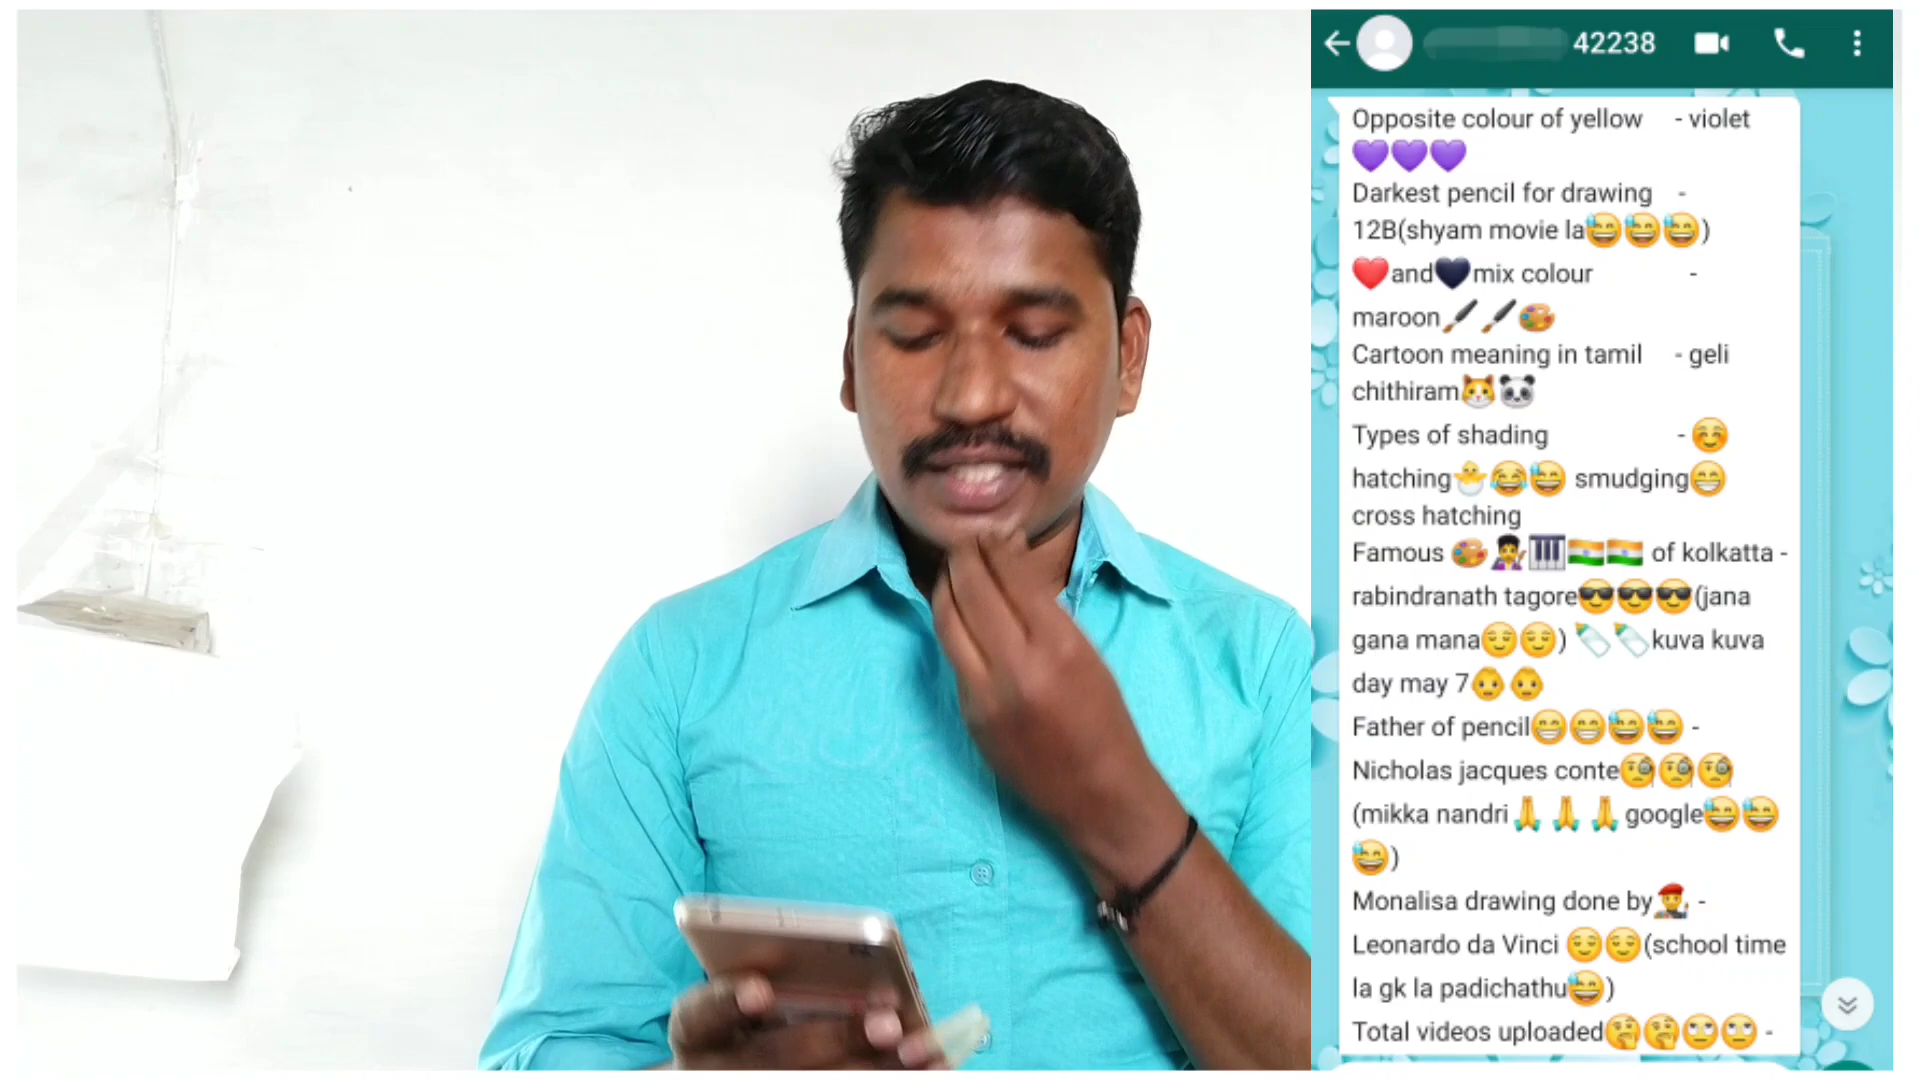 42238
Opposite colour of yellow - violet
💜💜💜
Darkest pencil for drawing -
12B(shyam movie la😅😅😅)
❤️and🖤mix colour -
maroon🖌️🖌️🎨
Cartoon meaning in tamil - geli
chithiram🐱🐼
Types of shading - ☺️
hatching🐣😂😅 smudging😁
cross hatching
Famous 🎨👨‍🎤🎹🇮🇳🇮🇳 of kolkatta -
rabindranath tagore😎😎😎(jana
gana mana😌😌) 🍼🍼kuva kuva
day may 7👶👶
Father of pencil😁😁😅😅 -
Nicholas jacques conte🧐🧐🧐
(mikka nandri🙏🙏🙏google😅😅
😅)
Monalisa drawing done by👨‍🎨 -
Leonardo da Vinci 😌😌(school time
la gk la padichathu😅)
Total videos uploaded🤔🤔🙄🙄 -